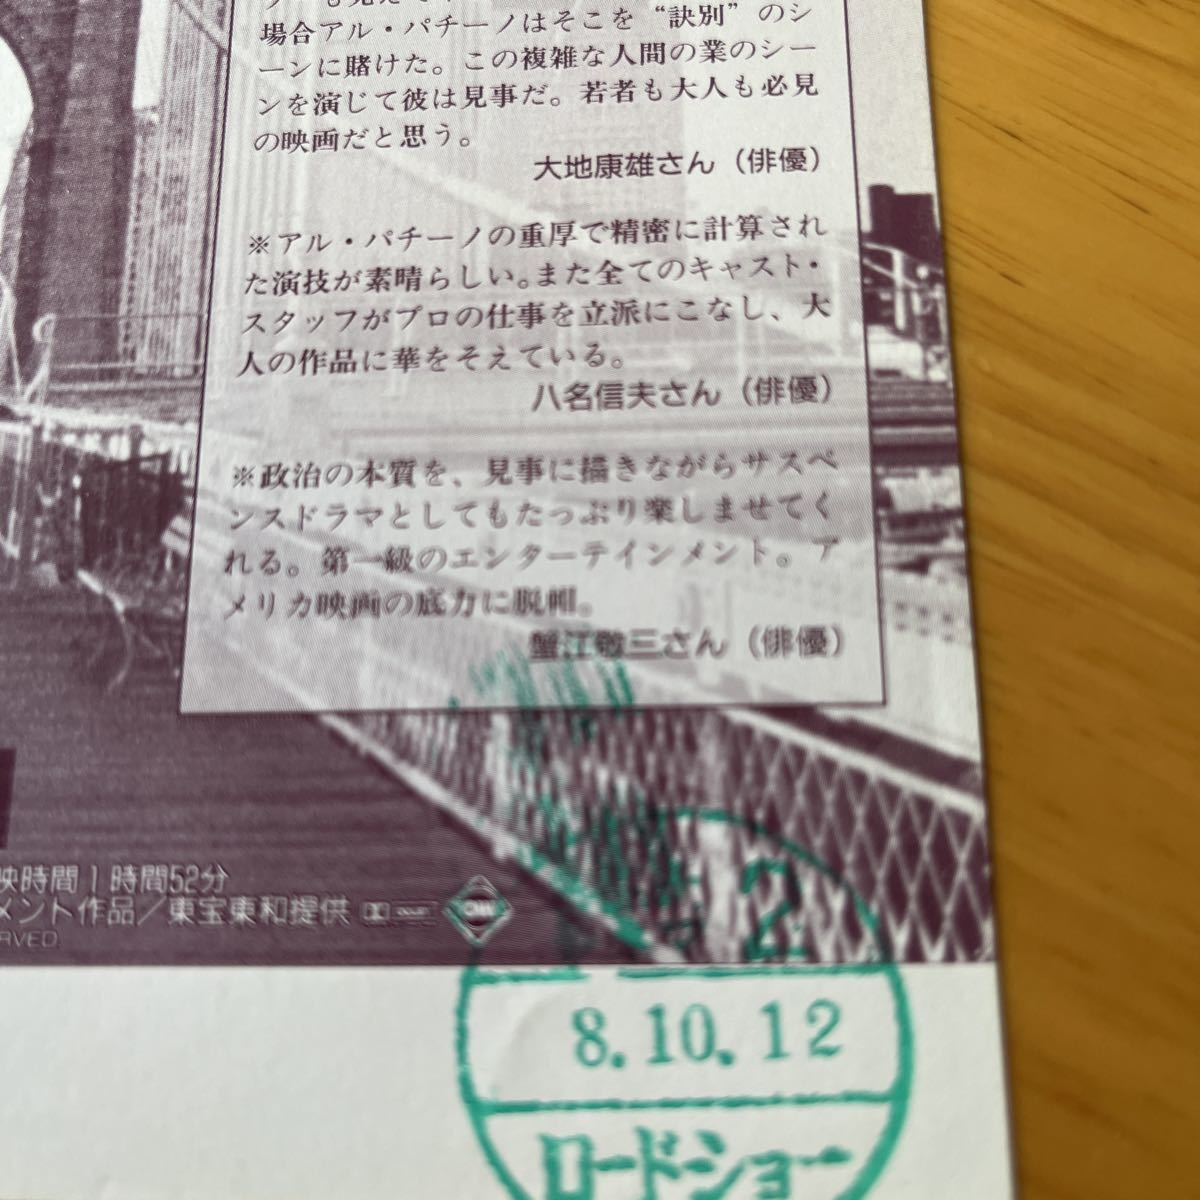 場合アル・パチーノはそこを“訣別”のシ
ーンに賭けた。この複雑な人間の業のシー
ンを演じて彼は見事だ。若者も大人も必見
の映画だと思う。
大地康雄さん（俳優）
※アル・パチーノの重厚で精密に計算され
た演技が素晴らしい。また全てのキャスト・
スタッフがプロの仕事を立派にこなし、大
人の作品に華をそえている。
八名信夫さん（俳優）
※政治の本質を、見事に描きながらサスペ
ンスドラマとしてもたっぷり楽しませてく
れる。第一級のエンターテインメント。ア
メリカ映画の底力に脱帽。
蟹江敬三さん（俳優）
映時間1時間52分
メント作品／東宝東和提供
RVED.
2
8.10.12
ロードショー